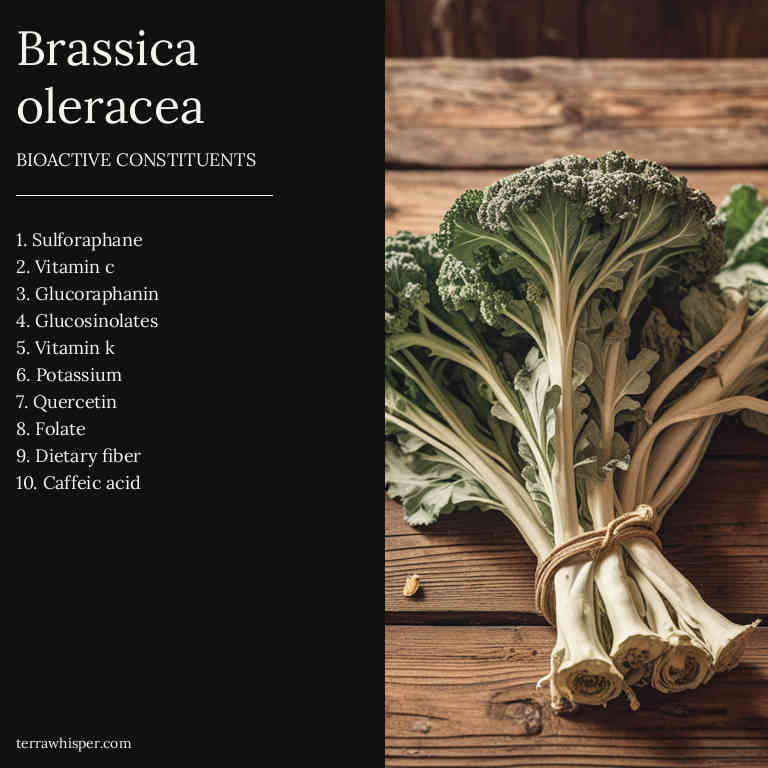 Brassica
oleracea
BIOACTIVE CONSTITUENTS
1. Sulforaphane
2. Vitamin c
3. Glucoraphanin
4. Glucosinolates
5. Vitamin k
6. Potassium
7. Quercetin
8. Folate
9. Dietary fiber
10. Caffeic acid
terrawhisper.com